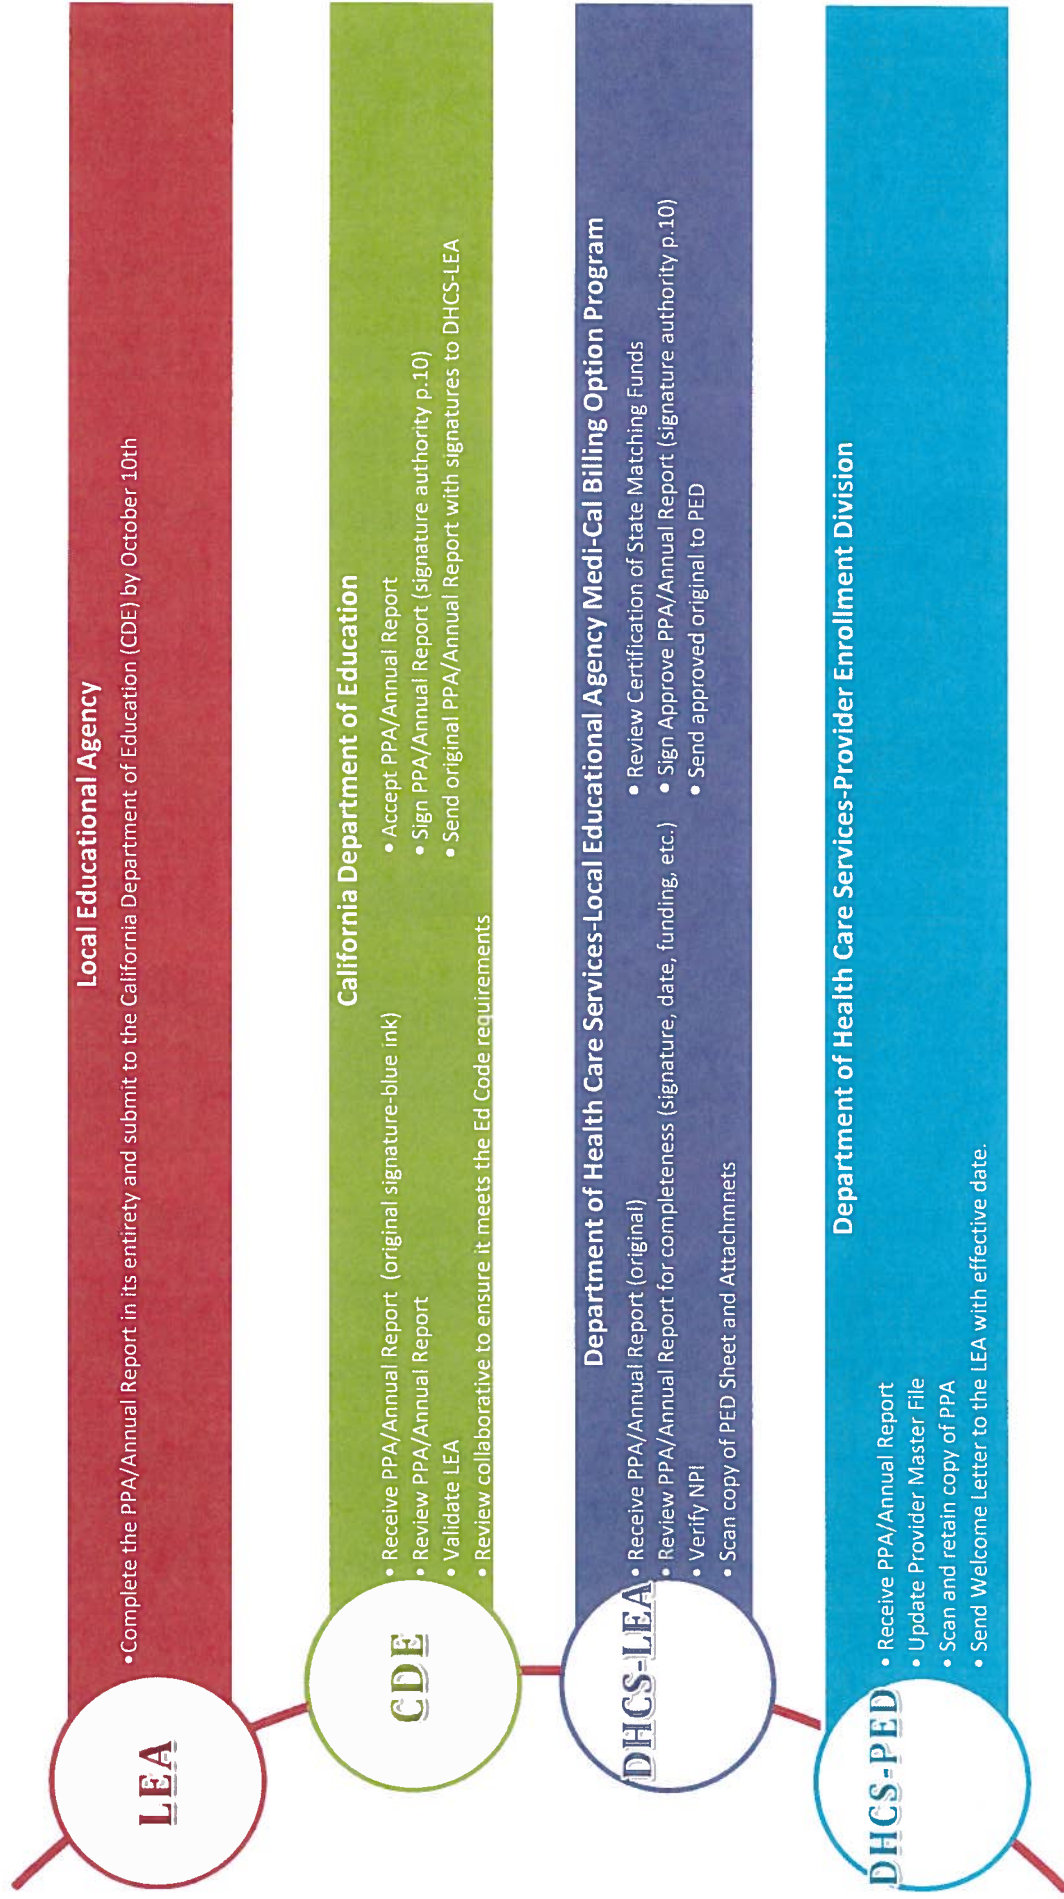 LEA
Local Educational Agency
•Complete the PPA/Annual Report in its entirety and submit to the California Department of Education (CDE) by October 10th
CDE
California Department of Education
• Receive PPA/Annual Report (original signature-blue ink)
• Review PPA/Annual Report
• Validate LEA
• Review collaborative to ensure it meets the Ed Code requirements
• Accept PPA/Annual Report
• Sign PPA/Annual Report (signature authority p.10)
• Send original PPA/Annual Report with signatures to DHCS-LEA
DHCS-LEA
Department of Health Care Services-Local Educational Agency Medi-Cal Billing Option Program
• Receive PPA/Annual Report (original)
• Review PPA/Annual Report for completeness (signature, date, funding, etc.)
• Verify NPI
• Scan copy of PED Sheet and Attachmnets
• Review Certification of State Matching Funds
• Sign Approve PPA/Annual Report (signature authority p.10)
• Send approved original to PED
DHCS-PED
Department of Health Care Services-Provider Enrollment Division
• Receive PPA/Annual Report
• Update Provider Master File
• Scan and retain copy of PPA
• Send Welcome Letter to the LEA with effective date.